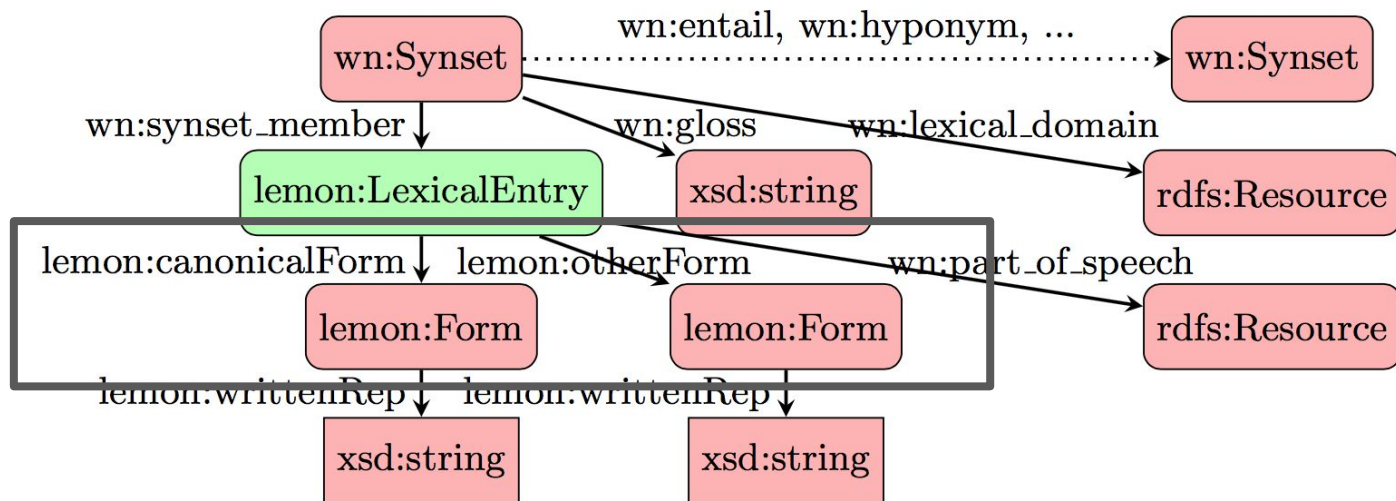 wn:entail, wn:hyponym, ...
wn:Synset
wn:Synset
wn:synset_member
wn:gloss
wn:lexical_domain
lemon:LexicalEntry
xsd:string
rdfs:Resource
lemon:canonicalForm
lemon:otherForm
wn:part_of_speech
lemon:Form
lemon:Form
rdfs:Resource
lemon:writtenRep
lemon:writtenRep
xsd:string
xsd:string